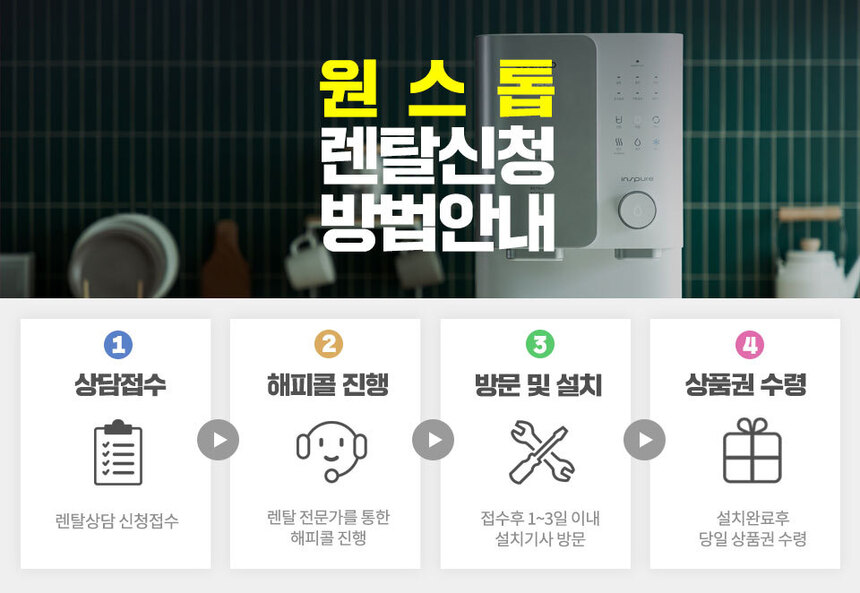 원스톱
렌탈신청
방법안내
inspure
1
상담접수
렌탈상담 신청접수
2
해피콜 진행
렌탈 전문가를 통한
해피콜 진행
3
방문 및 설치
접수후 1~3일 이내
설치기사 방문
4
상품권 수령
설치완료후
당일 상품권 수령